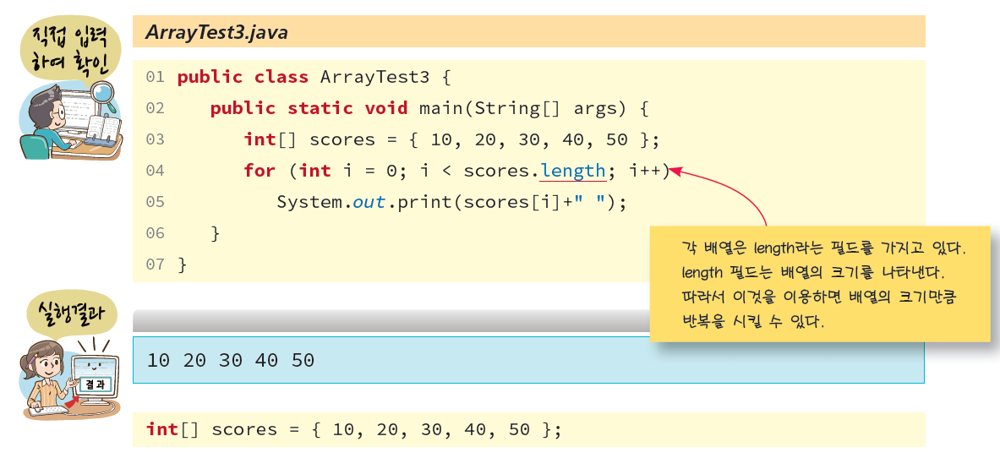 직접 입력
하여 확인
ArrayTest3.java
01 public class ArrayTest3 {
02 public static void main(String[] args) {
03 int[] scores = { 10, 20, 30, 40, 50 };
04 for (int i = 0; i < scores.length; i++)
05 System.out.print(scores[i]+" ");
06 }
07 }
각 배열은 length라는 필드를 가지고 있다.
length 필드는 배열의 크기를 나타낸다.
따라서 이것을 이용하면 배열의 크기만큼
반복을 시킬 수 있다.
실행결과
결과
10 20 30 40 50
int[] scores = { 10, 20, 30, 40, 50 };